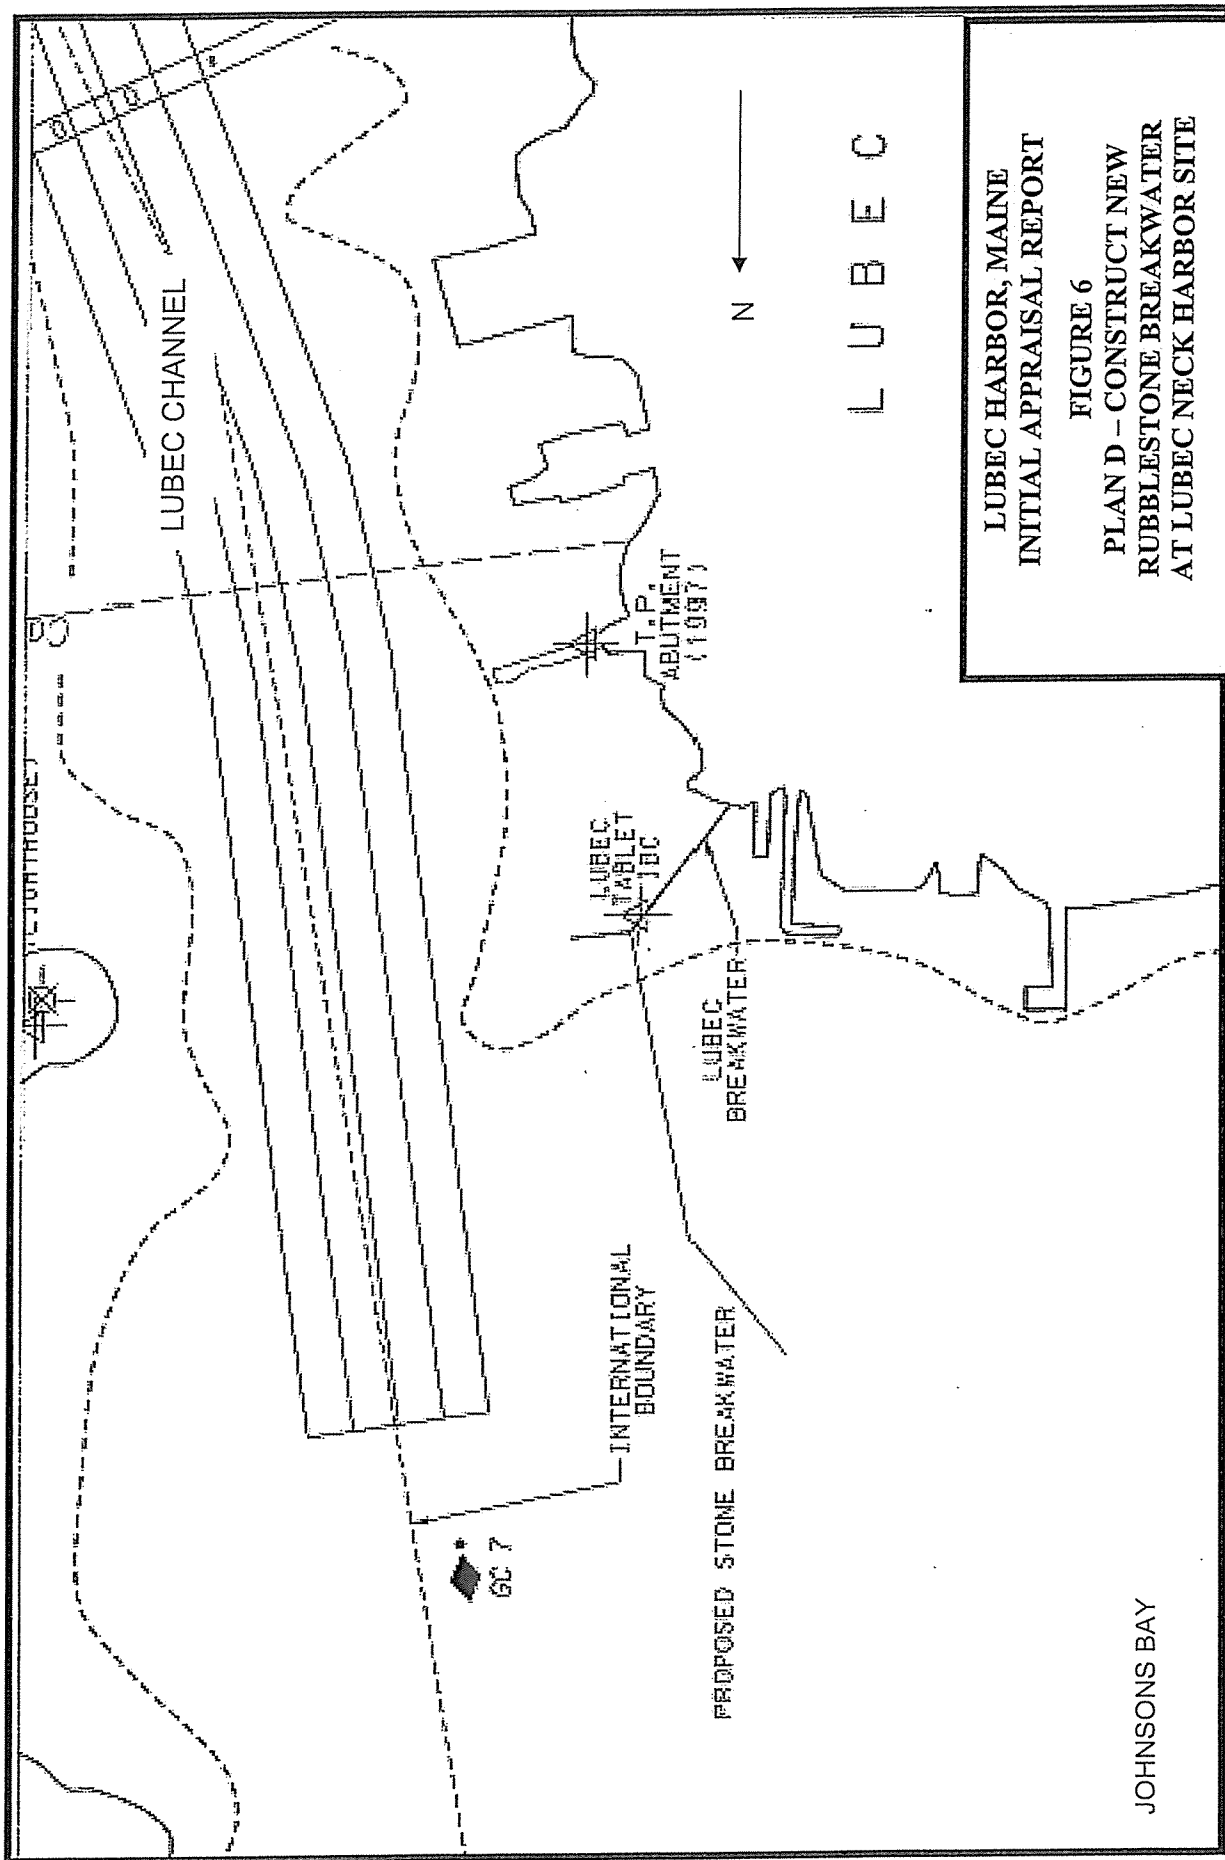 LUBEC CHANNEL
N
L U B E C
T.P.
ABUTMENT
(1997)
LUBEC
TABLET
IBC
LUBEC
BREAKWATER
INTERNATIONAL
BOUNDARY
GC 7
PROPOSED STONE BREAKWATER
JOHNSONS BAY
LUBEC HARBOR, MAINE
INITIAL APPRAISAL REPORT
FIGURE 6
PLAN D – CONSTRUCT NEW
RUBBLESTONE BREAKWATER
AT LUBEC NECK HARBOR SITE